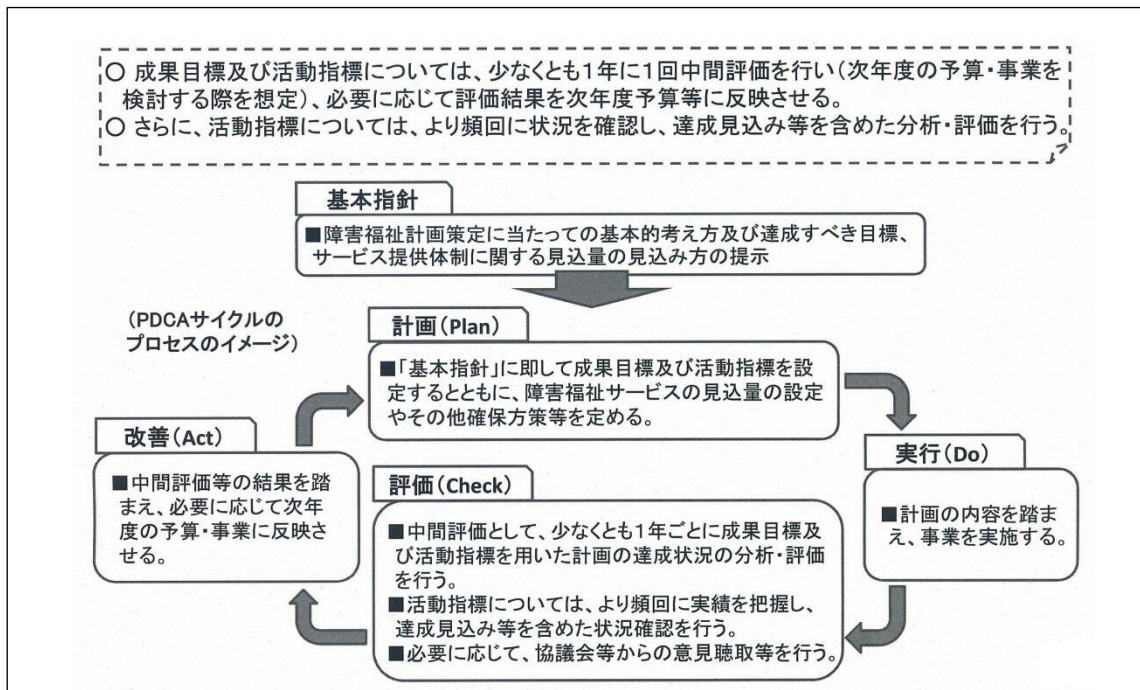 ○ 成果目標及び活動指標については、少なくとも1年に1回中間評価を行い（次年度の予算・事業を
検討する際を想定）、必要に応じて評価結果を次年度予算等に反映させる。
○ さらに、活動指標については、より頻回に状況を確認し、達成見込み等を含めた分析・評価を行う。
基本指針
■障害福祉計画策定に当たっての基本的考え方及び達成すべき目標、
サービス提供体制に関する見込量の見込み方の提示
（PDCAサイクルの
プロセスのイメージ）
計画（Plan）
■「基本指針」に即して成果目標及び活動指標を設
定するとともに、障害福祉サービスの見込量の設定
やその他確保方策等を定める。
改善（Act）
■中間評価等の結果を踏
まえ、必要に応じて次年
度の予算・事業に反映さ
せる。
評価（Check）
■中間評価として、少なくとも1年ごとに成果目標及
び活動指標を用いた計画の達成状況の分析・評価
を行う。
■活動指標については、より頻回に実績を把握し、
達成見込み等を含めた状況確認を行う。
■必要に応じて、協議会等からの意見聴取等を行う。
実行（Do）
■計画の内容を踏ま
え、事業を実施する。